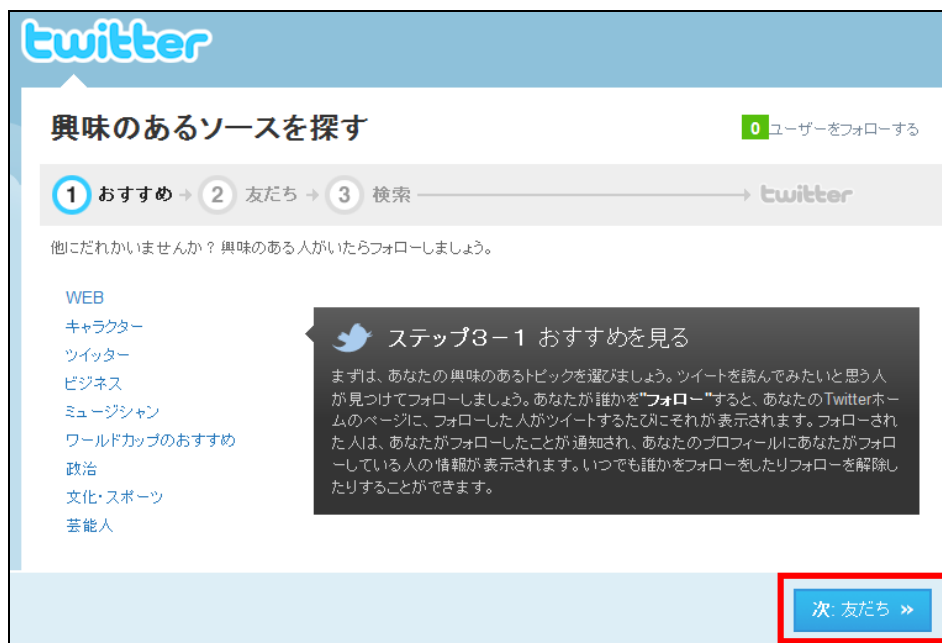 twitter
興味のあるソースを探す
0 ユーザーをフォローする
1 おすすめ → 2 友だち → 3 検索 → twitter
他にだれかいませんか？興味のある人がいたらフォローしましょう。
WEB
キャラクター
ツイッター
ビジネス
ミュージシャン
ワールドカップのおすすめ
政治
文化・スポーツ
芸能人
ステップ3－1 おすすめを見る
まずは、あなたの興味のあるトピックを選びましょう。ツイートを読んでみたいと思う人
が見つけてフォローしましょう。あなたが誰かを"フォロー"すると、あなたのTwitterホー
ムのページに、フォローした人がツイートするたびにそれが表示されます。フォローされ
た人は、あなたがフォローしたことが通知され、あなたのプロフィールにあなたがフォロ
ーしている人の情報が表示されます。いつでも誰かをフォローをしたりフォローを解除し
たりすることができます。
次: 友だち »